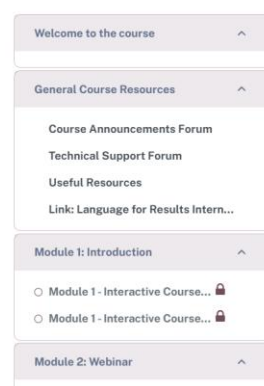 Welcome to the course
General Course Resources
Course Announcements Forum
Technical Support Forum
Useful Resources
Link: Language for Results Intern...
Module 1: Introduction
Module 1 - Interactive Course...
Module 1 - Interactive Course...
Module 2: Webinar